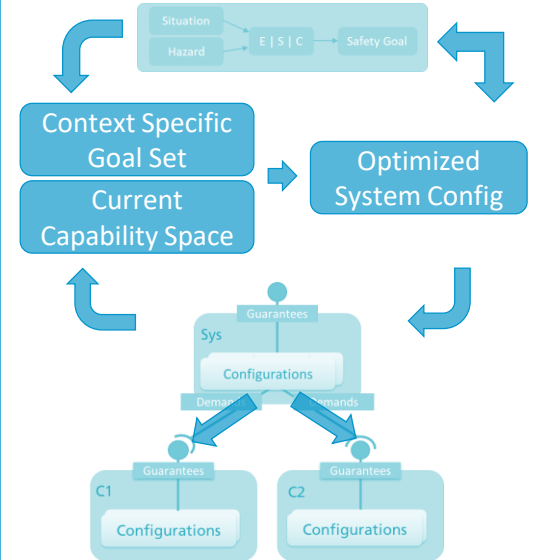 Situation
Hazard
E | S | C
Safety Goal
Context Specific
Goal Set
Current
Capability Space
Optimized
System Config
Guarantees
Sys
Configurations
Demands
Demands
Guarantees
C1
Configurations
Guarantees
C2
Configurations